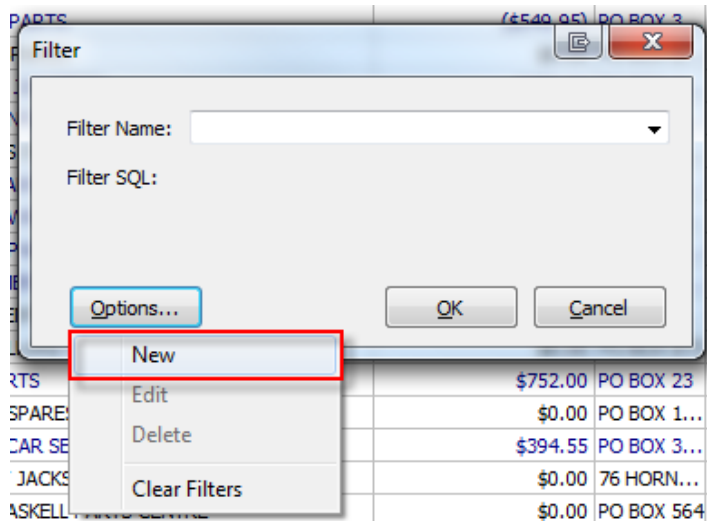 PARTS ($549.95) PO BOX 3
Filter
Filter Name:
Filter SQL:
Options... OK Cancel
New
RTS $752.00 PO BOX 23
Edit
SPARES $0.00 PO BOX 1...
Delete
CAR SE $394.55 PO BOX 3...
JACKS $0.00 76 HORN...
Clear Filters
ASKELL PARTS CENTRE $0.00 PO BOX 564